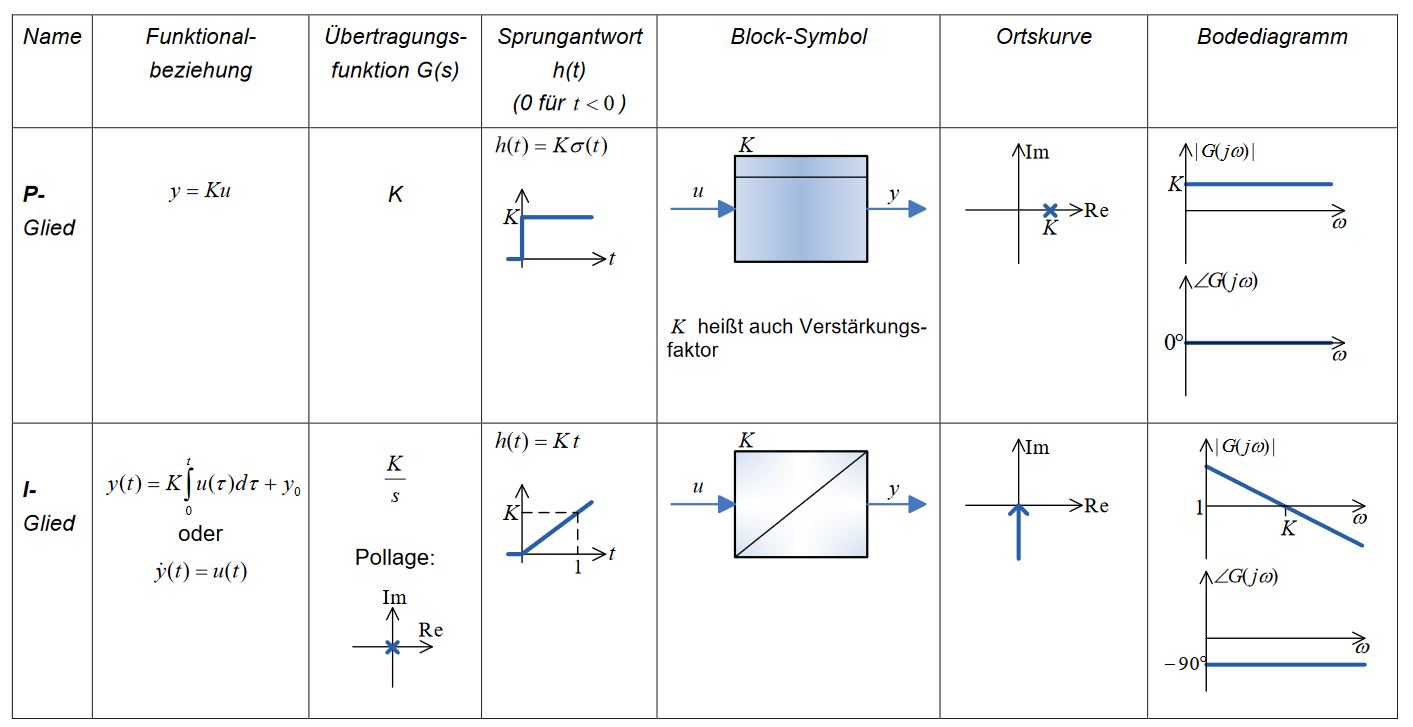 Name
Funktional-
beziehung
Übertragungs-
funktion G(s)
Sprungantwort
h(t)
(0 für t < 0 )
Block-Symbol
Ortskurve
Bodediagramm
P-
Glied
y = Ku
K
h(t) = Kσ(t)
K
t
K
u
y
K heißt auch Verstärkungs-
faktor
Im
Re
K
|G(jω)|
K
ω
∠G(jω)
0°
ω
I-
Glied
y(t) = K∫₀ᵗ u(τ)dτ + y₀
oder
ẏ(t) = u(t)
K
s
Pollage:
Im
Re
h(t) = Kt
K
1
t
K
u
y
Im
Re
|G(jω)|
1
K
ω
∠G(jω)
ω
−90°